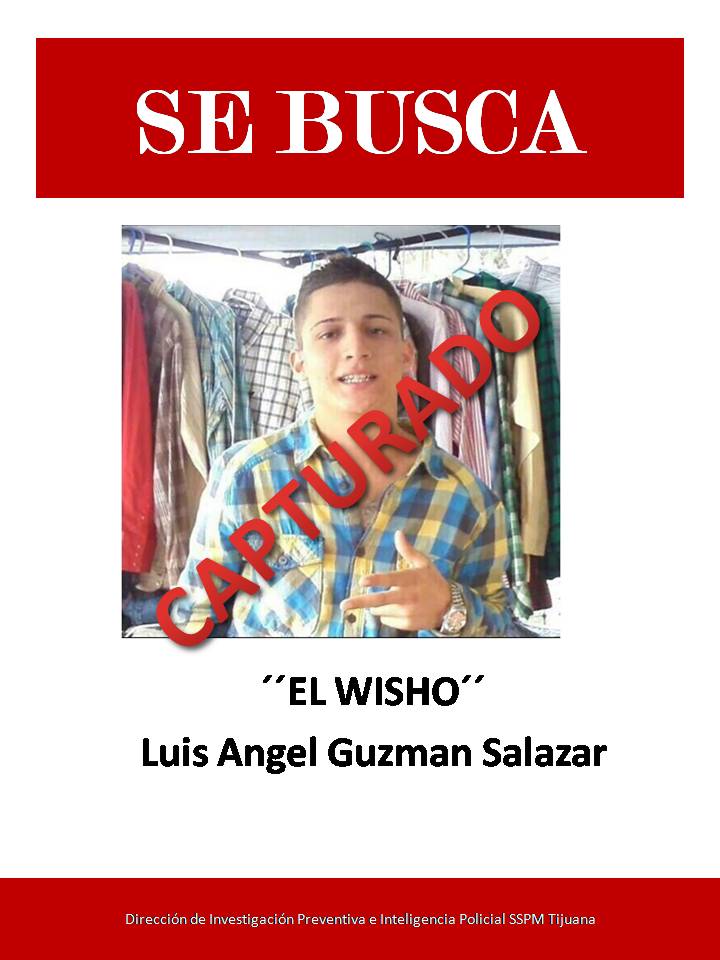 SE BUSCA
CAPTURADO
´´EL WISHO´´
Luis Angel Guzman Salazar
Dirección de Investigación Preventiva e Inteligencia Policial SSPM Tijuana